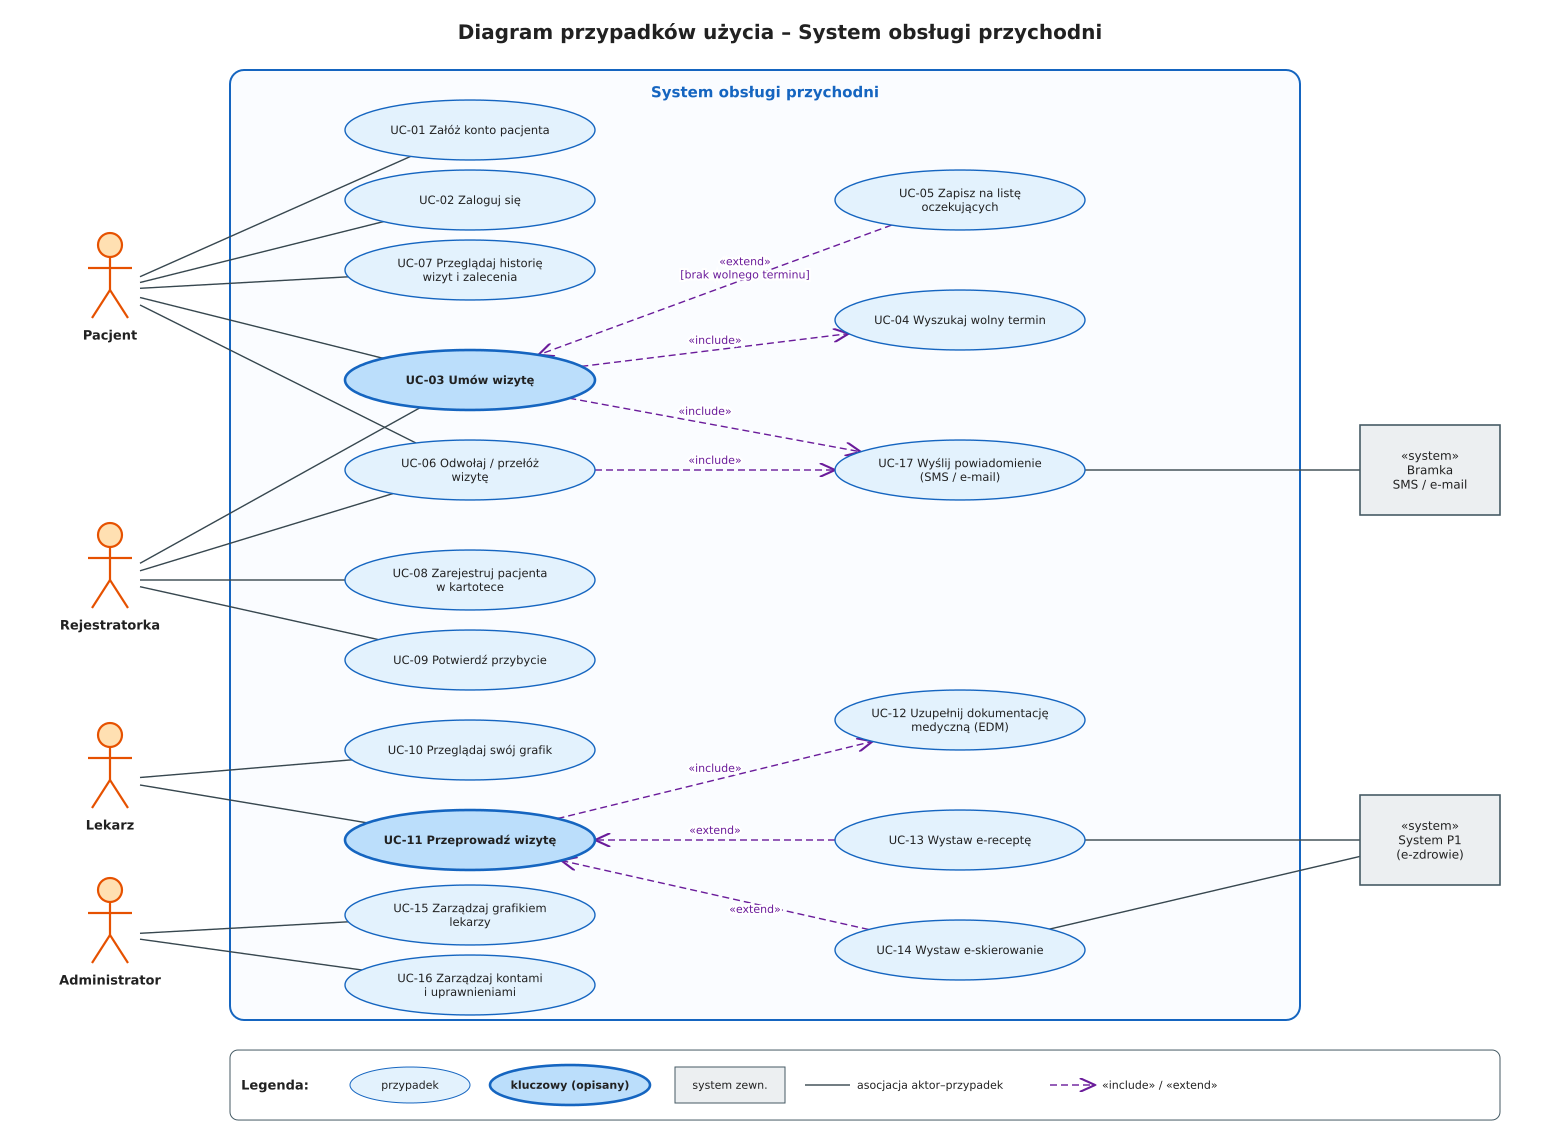 Diagram przypadków użycia – System obsługi przychodni
System obsługi przychodni
UC-01 Załóż konto pacjenta
UC-02 Zaloguj się
UC-05 Zapisz na listę
oczekujących
UC-07 Przeglądaj historię
wizyt i zalecenia
«extend»
[brak wolnego terminu]
Pacjent
UC-04 Wyszukaj wolny termin
«include»
UC-03 Umów wizytę
«include»
UC-06 Odwołaj / przełóż
wizytę
«include»
UC-17 Wyślij powiadomienie
(SMS / e-mail)
«system»
Bramka
SMS / e-mail
UC-08 Zarejestruj pacjenta
w kartotece
Rejestratorka
UC-09 Potwierdź przybycie
UC-12 Uzupełnij dokumentację
medyczną (EDM)
UC-10 Przeglądaj swój grafik
«include»
Lekarz
UC-11 Przeprowadź wizytę
«extend»
UC-13 Wystaw e-receptę
«system»
System P1
(e-zdrowie)
UC-15 Zarządzaj grafikiem
lekarzy
«extend»
UC-14 Wystaw e-skierowanie
Administrator
UC-16 Zarządzaj kontami
i uprawnieniami
Legenda:
przypadek
kluczowy (opisany)
system zewn.
asocjacja aktor–przypadek
«include» / «extend»